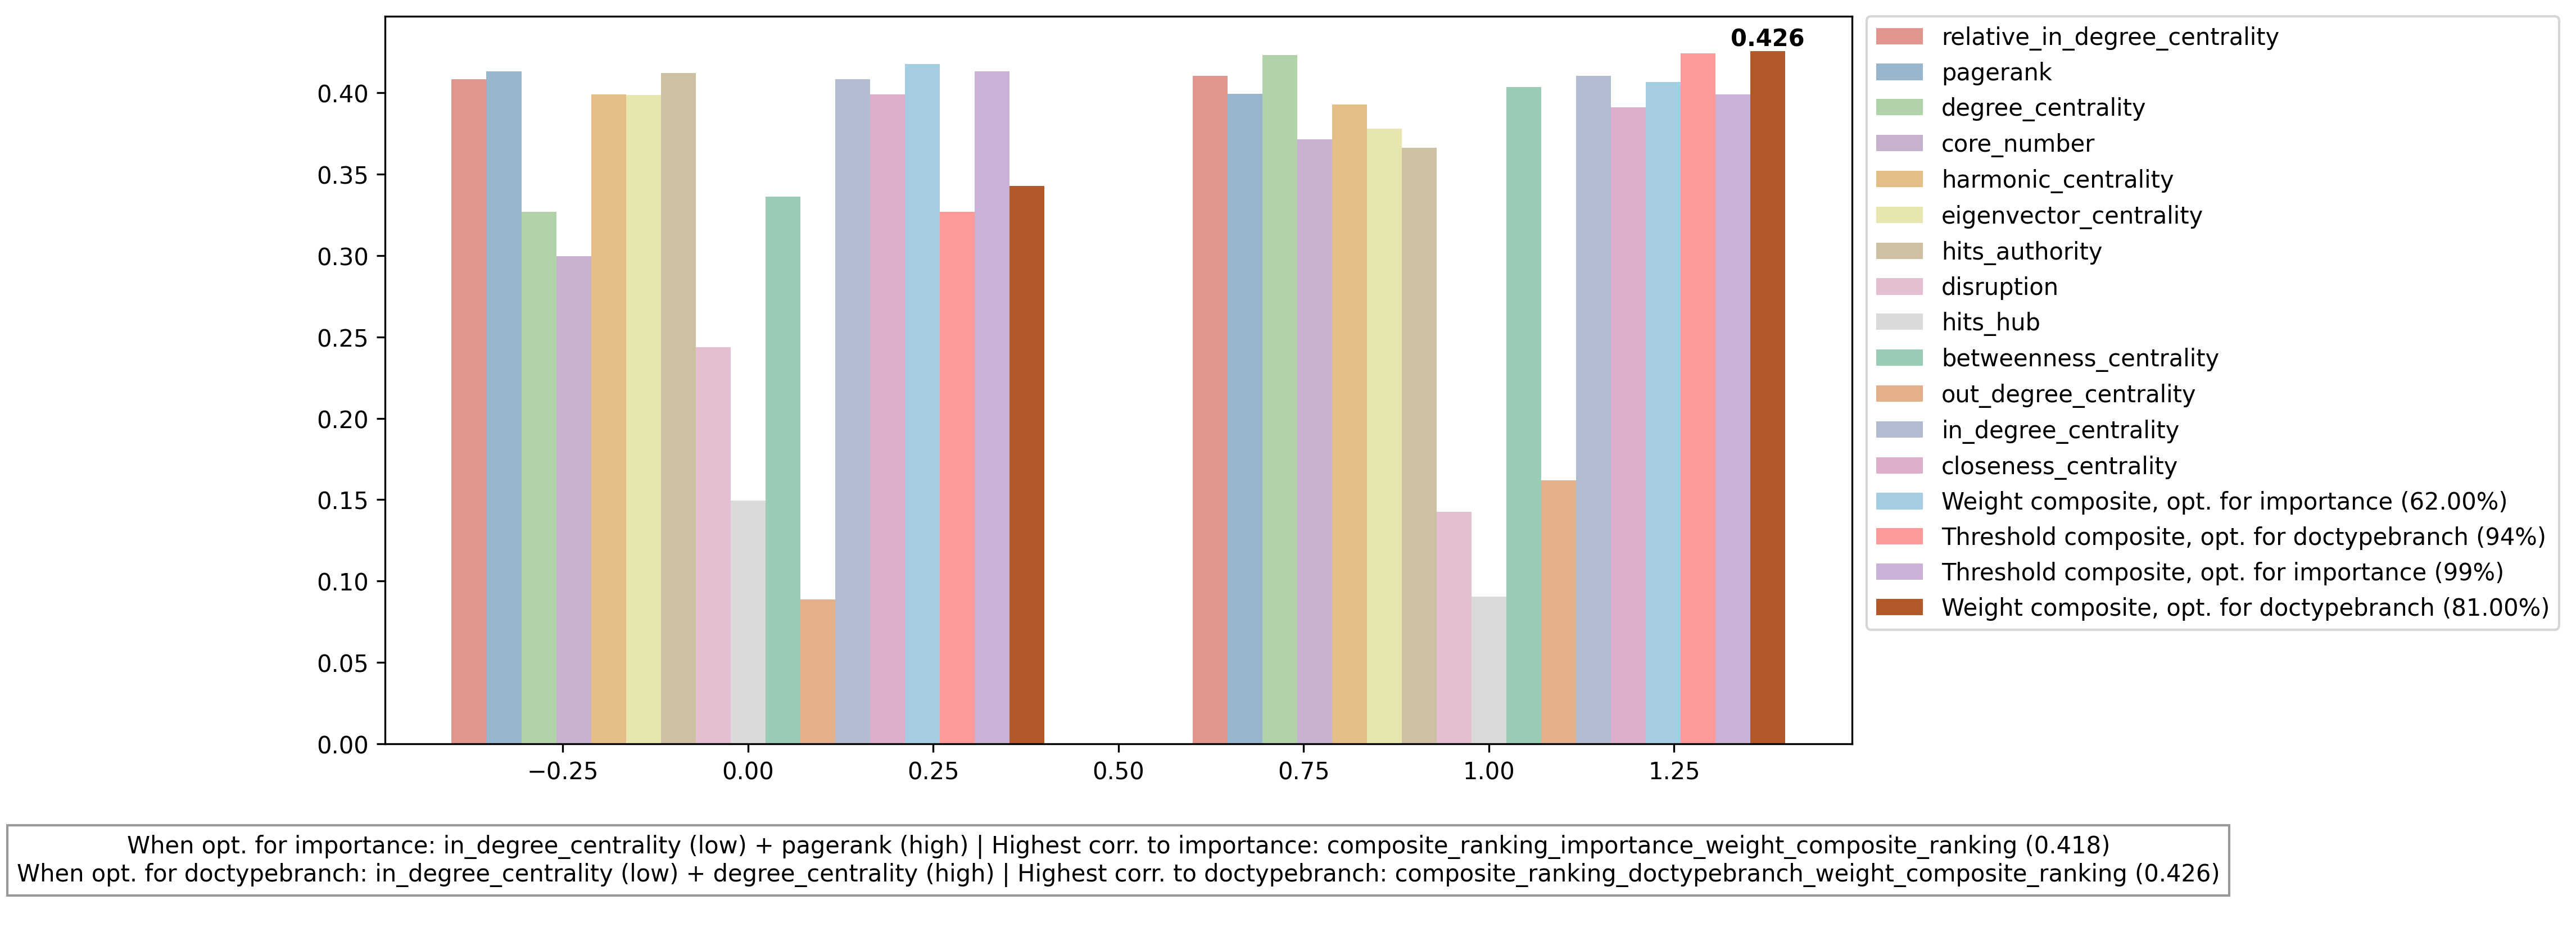 0.426
0.40
0.35
0.30
0.25
0.20
0.15
0.10
0.05
0.00
−0.25 0.00 0.25 0.50 0.75 1.00 1.25
relative_in_degree_centrality
pagerank
degree_centrality
core_number
harmonic_centrality
eigenvector_centrality
hits_authority
disruption
hits_hub
betweenness_centrality
out_degree_centrality
in_degree_centrality
closeness_centrality
Weight composite, opt. for importance (62.00%)
Threshold composite, opt. for doctypebranch (94%)
Threshold composite, opt. for importance (99%)
Weight composite, opt. for doctypebranch (81.00%)
When opt. for importance: in_degree_centrality (low) + pagerank (high) | Highest corr. to importance: composite_ranking_importance_weight_composite_ranking (0.418)
When opt. for doctypebranch: in_degree_centrality (low) + degree_centrality (high) | Highest corr. to doctypebranch: composite_ranking_doctypebranch_weight_composite_ranking (0.426)